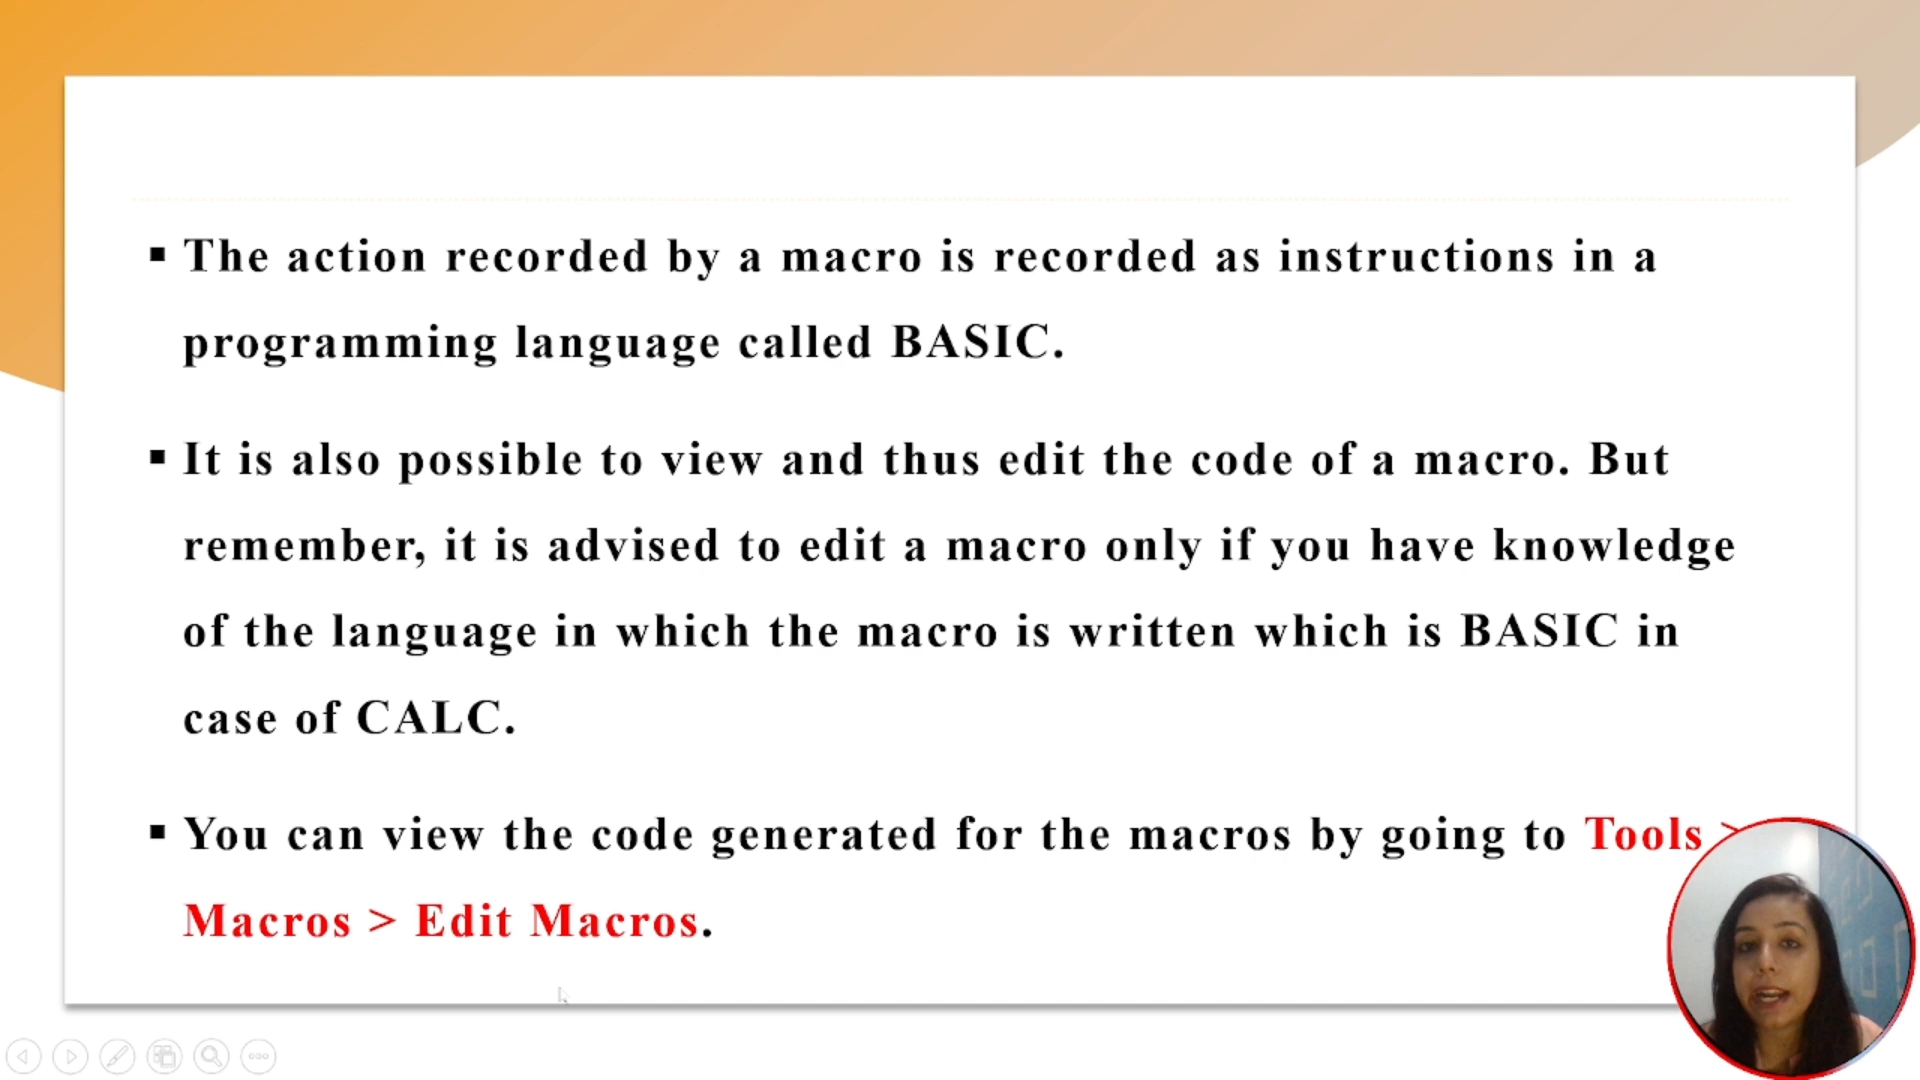 ▪ The action recorded by a macro is recorded as instructions in a
programming language called BASIC.
▪ It is also possible to view and thus edit the code of a macro. But
remember, it is advised to edit a macro only if you have knowledge
of the language in which the macro is written which is BASIC in
case of CALC.
▪ You can view the code generated for the macros by going to Tools >
Macros > Edit Macros.